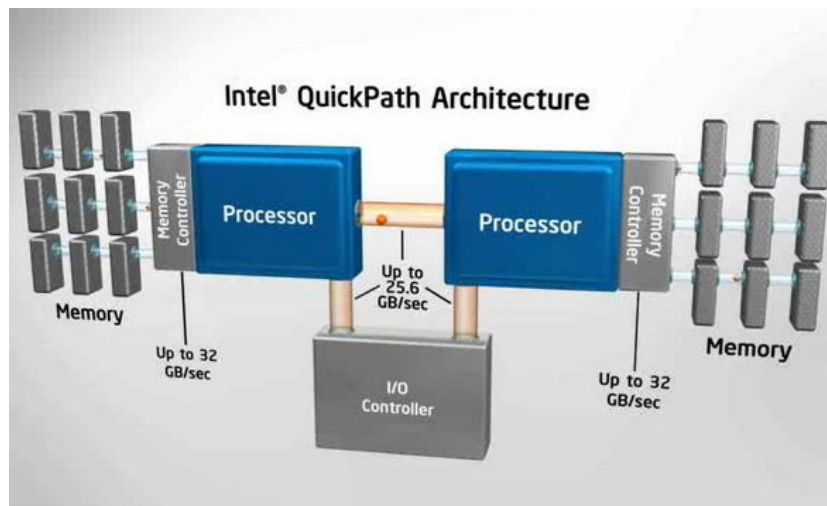 Intel® QuickPath Architecture
Memory
Controller
Processor
Processor
Memory
Controller
Up to
25.6
GB/sec
Memory
Memory
Up to 32
GB/sec
I/O
Controller
Up to 32
GB/sec